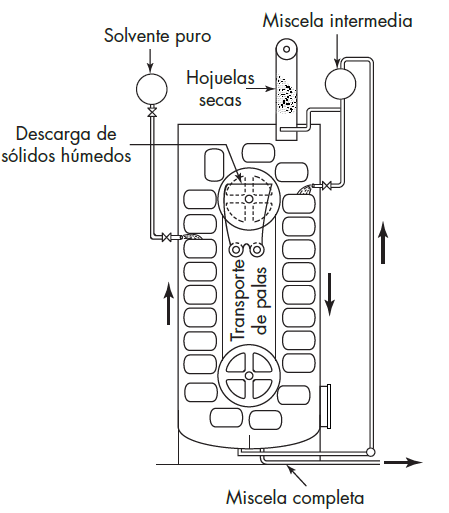 Solvente puro
Miscela intermedia
Hojuelas
secas
Descarga de
sólidos húmedos
Transporte
de palas
Miscela completa